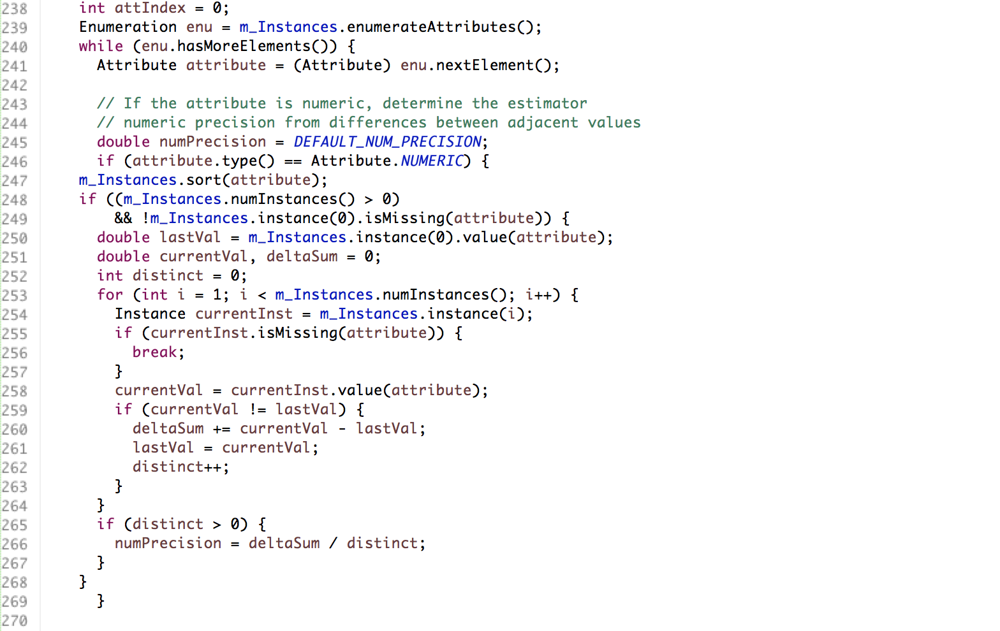 238 int attIndex = 0;
239 Enumeration enu = m_Instances.enumerateAttributes();
240 while (enu.hasMoreElements()) {
241 Attribute attribute = (Attribute) enu.nextElement();
242
243 // If the attribute is numeric, determine the estimator
244 // numeric precision from differences between adjacent values
245 double numPrecision = DEFAULT_NUM_PRECISION;
246 if (attribute.type() == Attribute.NUMERIC) {
247 m_Instances.sort(attribute);
248 if ((m_Instances.numInstances() > 0)
249 && !m_Instances.instance(0).isMissing(attribute)) {
250 double lastVal = m_Instances.instance(0).value(attribute);
251 double currentVal, deltaSum = 0;
252 int distinct = 0;
253 for (int i = 1; i < m_Instances.numInstances(); i++) {
254 Instance currentInst = m_Instances.instance(i);
255 if (currentInst.isMissing(attribute)) {
256 break;
257 }
258 currentVal = currentInst.value(attribute);
259 if (currentVal != lastVal) {
260 deltaSum += currentVal - lastVal;
261 lastVal = currentVal;
262 distinct++;
263 }
264 }
265 if (distinct > 0) {
266 numPrecision = deltaSum / distinct;
267 }
268 }
269 }
270